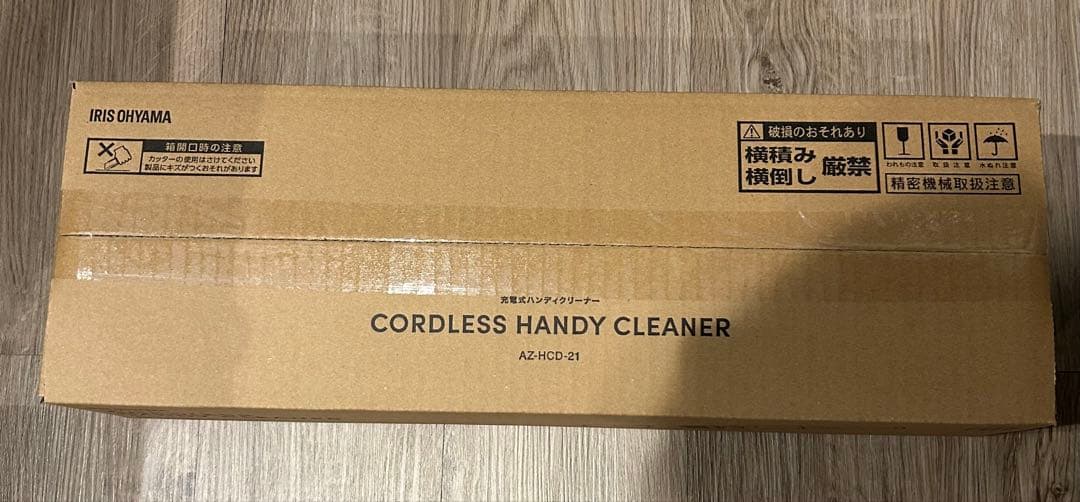 IRIS OHYAMA
箱開口時の注意
カッターの使用はさけてください
製品にキズがつくおそれがあります
破損のおそれあり
横積み
横倒し
厳禁
われもの注意
取扱注意
水ぬれ注意
精密機械取扱注意
充電式ハンディクリーナー
CORDLESS HANDY CLEANER
AZ-HCD-21